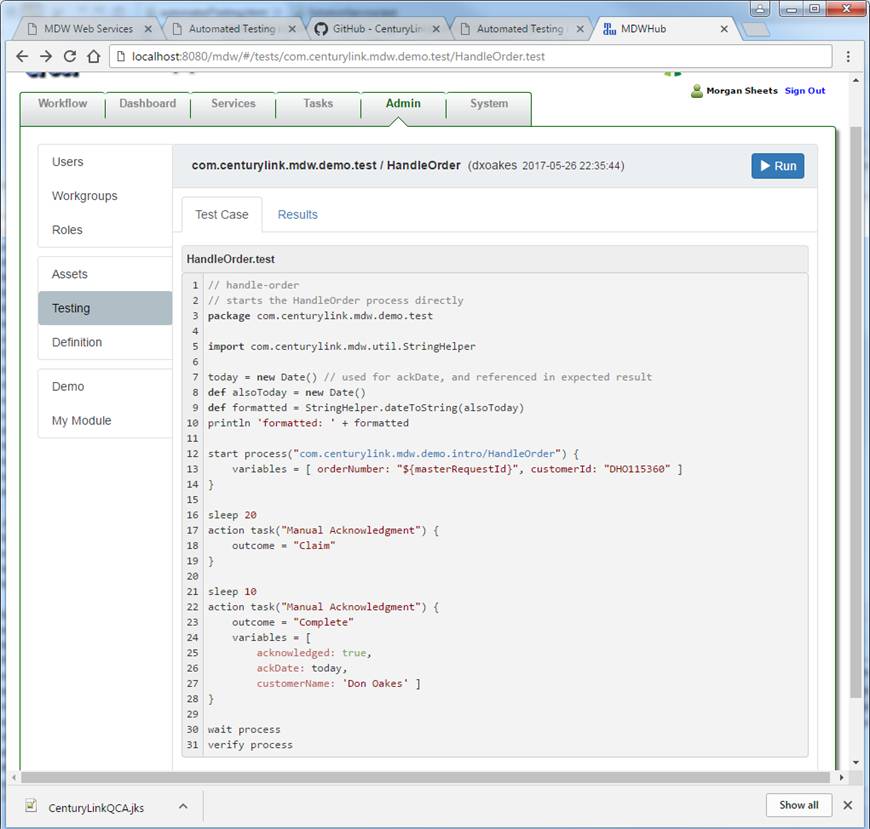 MDW Web Services
Automated Testing
GitHub - CenturyLin
Automated Testing
MDWHub
localhost:8080/mdw/#/tests/com.centurylink.mdw.demo.test/HandleOrder.test
Morgan Sheets Sign Out
Workflow Dashboard Services Tasks Admin System
Users
Workgroups
Roles
Assets
Testing
Definition
Demo
My Module
com.centurylink.mdw.demo.test / HandleOrder (dxoakes 2017-05-26 22:35:44)
Run
Test Case Results
HandleOrder.test
1 // handle-order
2 // starts the HandleOrder process directly
3 package com.centurylink.mdw.demo.test
4
5 import com.centurylink.mdw.util.StringHelper
6
7 today = new Date() // used for ackDate, and referenced in expected result
8 def alsoToday = new Date()
9 def formatted = StringHelper.dateToString(alsoToday)
10 println 'formatted: ' + formatted
11
12 start process("com.centurylink.mdw.demo.intro/HandleOrder") {
13 variables = [ orderNumber: "${masterRequestId}", customerId: "DHO115360" ]
14 }
15
16 sleep 20
17 action task("Manual Acknowledgment") {
18 outcome = "Claim"
19 }
20
21 sleep 10
22 action task("Manual Acknowledgment") {
23 outcome = "Complete"
24 variables = [
25 acknowledged: true,
26 ackDate: today,
27 customerName: 'Don Oakes' ]
28 }
29
30 wait process
31 verify process
CenturyLinkQCA.jks
Show all